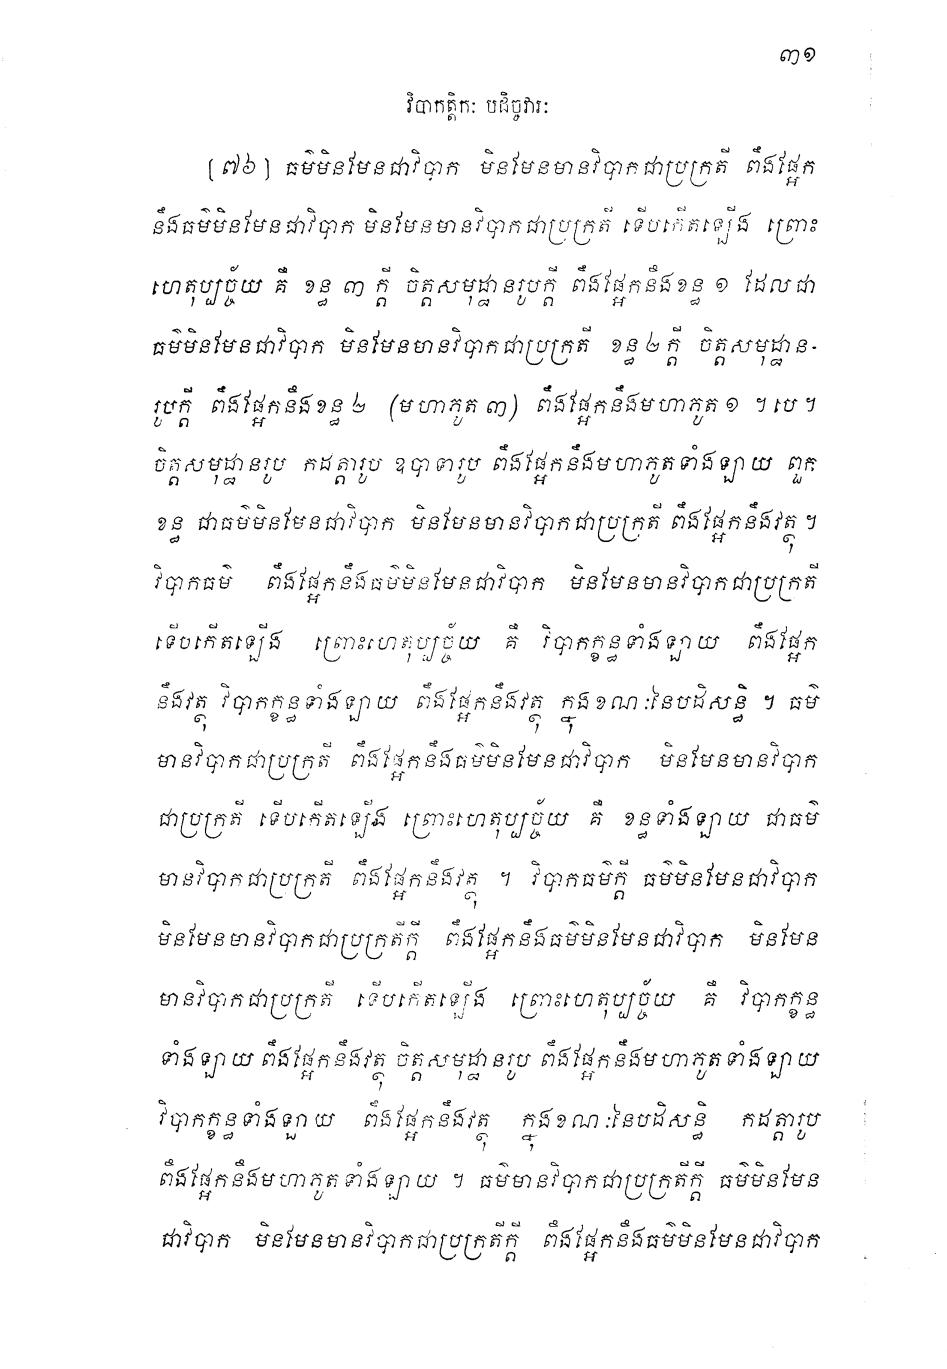 ៣១
វិបាកត្តិកៈ បដិច្ចវារៈ
[៧៦] ធម៌មិនមែនជាវិបាក មិនមែនមានវិបាកជាប្រក្រតី ពឹងផ្អែក
នឹងធម៌មិនមែនជាវិបាក មិនមែនមានវិបាកជាប្រក្រតី ទើបកើតឡើង ព្រោះ
ហេតុប្បច្ច័យ គឺ ខន្ធ ៣ ក្តី ចិត្តសមុដ្ឋានរូបក្តី ពឹងផ្អែកនឹងខន្ធ ១ ដែលជា
ធម៌មិនមែនជាវិបាក មិនមែនមានវិបាកជាប្រក្រតី ខន្ធ ២ ក្តី ចិត្តសមុដ្ឋាន-
រូបក្តី ពឹងផ្អែកនឹងខន្ធ ២ (មហាភូត ៣) ពឹងផ្អែកនឹងមហាភូត ១ ។ បេ ។
ចិត្តសមុដ្ឋានរូប កដត្តារូប ឧបាទារូប ពឹងផ្អែកនឹងមហាភូតទាំងឡាយ ពួក
ខន្ធ ជាធម៌មិនមែនជាវិបាក មិនមែនមានវិបាកជាប្រក្រតី ពឹងផ្អែកនឹងវត្ថុ ។
វិបាកធម៌ ពឹងផ្អែកនឹងធម៌មិនមែនជាវិបាក មិនមែនមានវិបាកជាប្រក្រតី
ទើបកើតឡើង ព្រោះហេតុប្បច្ច័យ គឺ វិបាកក្ខន្ធទាំងឡាយ ពឹងផ្អែក
នឹងវត្ថុ វិបាកក្ខន្ធទាំងឡាយ ពឹងផ្អែកនឹងវត្ថុ ក្នុងខណៈនៃបដិសន្ធិ ។ ធម៌
មានវិបាកជាប្រក្រតី ពឹងផ្អែកនឹងធម៌មិនមែនជាវិបាក មិនមែនមានវិបាក
ជាប្រក្រតី ទើបកើតឡើង ព្រោះហេតុប្បច្ច័យ គឺ ខន្ធទាំងឡាយ ជាធម៌
មានវិបាកជាប្រក្រតី ពឹងផ្អែកនឹងវត្ថុ ។ វិបាកធម៌ក្តី ធម៌មិនមែនជាវិបាក
មិនមែនមានវិបាកជាប្រក្រតីក្តី ពឹងផ្អែកនឹងធម៌មិនមែនជាវិបាក មិនមែន
មានវិបាកជាប្រក្រតី ទើបកើតឡើង ព្រោះហេតុប្បច្ច័យ គឺ វិបាកក្ខន្ធ
ទាំងឡាយ ពឹងផ្អែកនឹងវត្ថុ ចិត្តសមុដ្ឋានរូប ពឹងផ្អែកនឹងមហាភូតទាំងឡាយ
វិបាកក្ខន្ធទាំងឡាយ ពឹងផ្អែកនឹងវត្ថុ ក្នុងខណៈនៃបដិសន្ធិ កដត្តារូប
ពឹងផ្អែកនឹងមហាភូតទាំងឡាយ ។ ធម៌មានវិបាកជាប្រក្រតីក្តី ធម៌មិនមែន
ជាវិបាក មិនមែនមានវិបាកជាប្រក្រតីក្តី ពឹងផ្អែកនឹងធម៌មិនមែនជាវិបាក